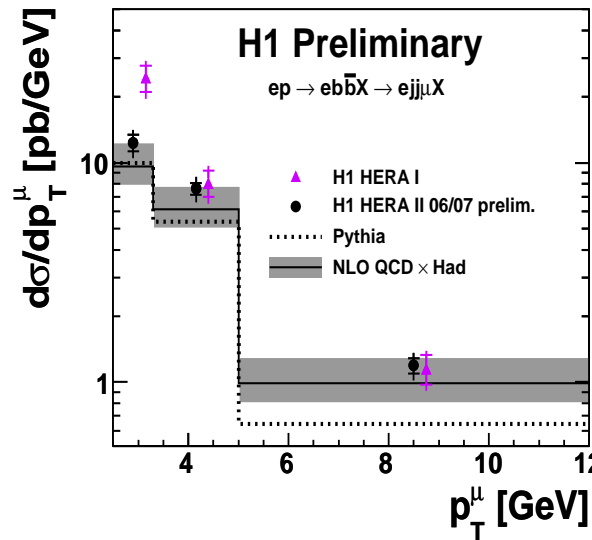 H1 Preliminary
ep → ebb̅X → ejjμX
dσ/dp_T^μ [pb/GeV]
10
1
H1 HERA I
H1 HERA II 06/07 prelim.
Pythia
NLO QCD × Had
4 6 8 10 12
p_T^μ [GeV]